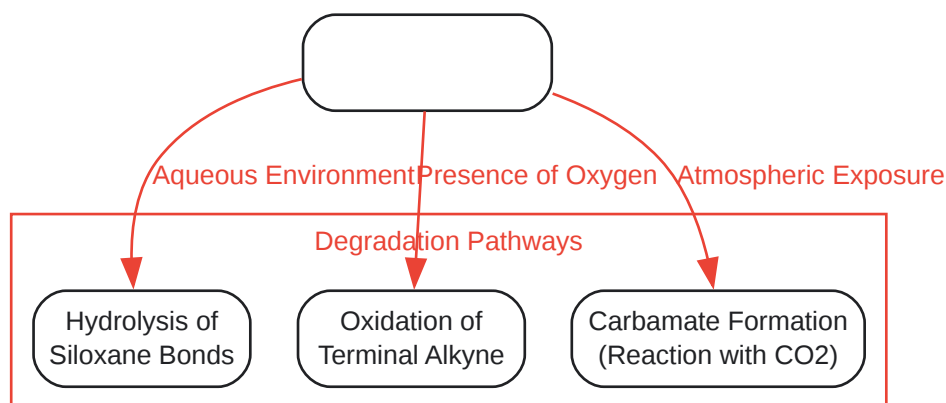 Aqueous Environment
Presence of Oxygen
Atmospheric Exposure
Degradation Pathways
Hydrolysis of
Siloxane Bonds
Oxidation of
Terminal Alkyne
Carbamate Formation
(Reaction with CO2)